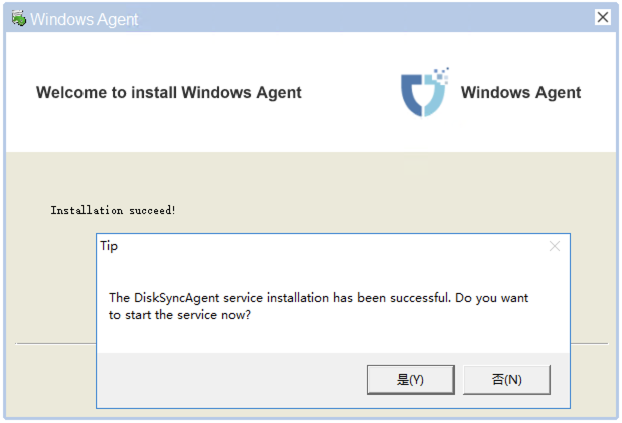 Windows Agent
Welcome to install Windows Agent
Windows Agent
Installation succeed!
Tip
The DiskSyncAgent service installation has been successful. Do you want
to start the service now?
是(Y)
否(N)